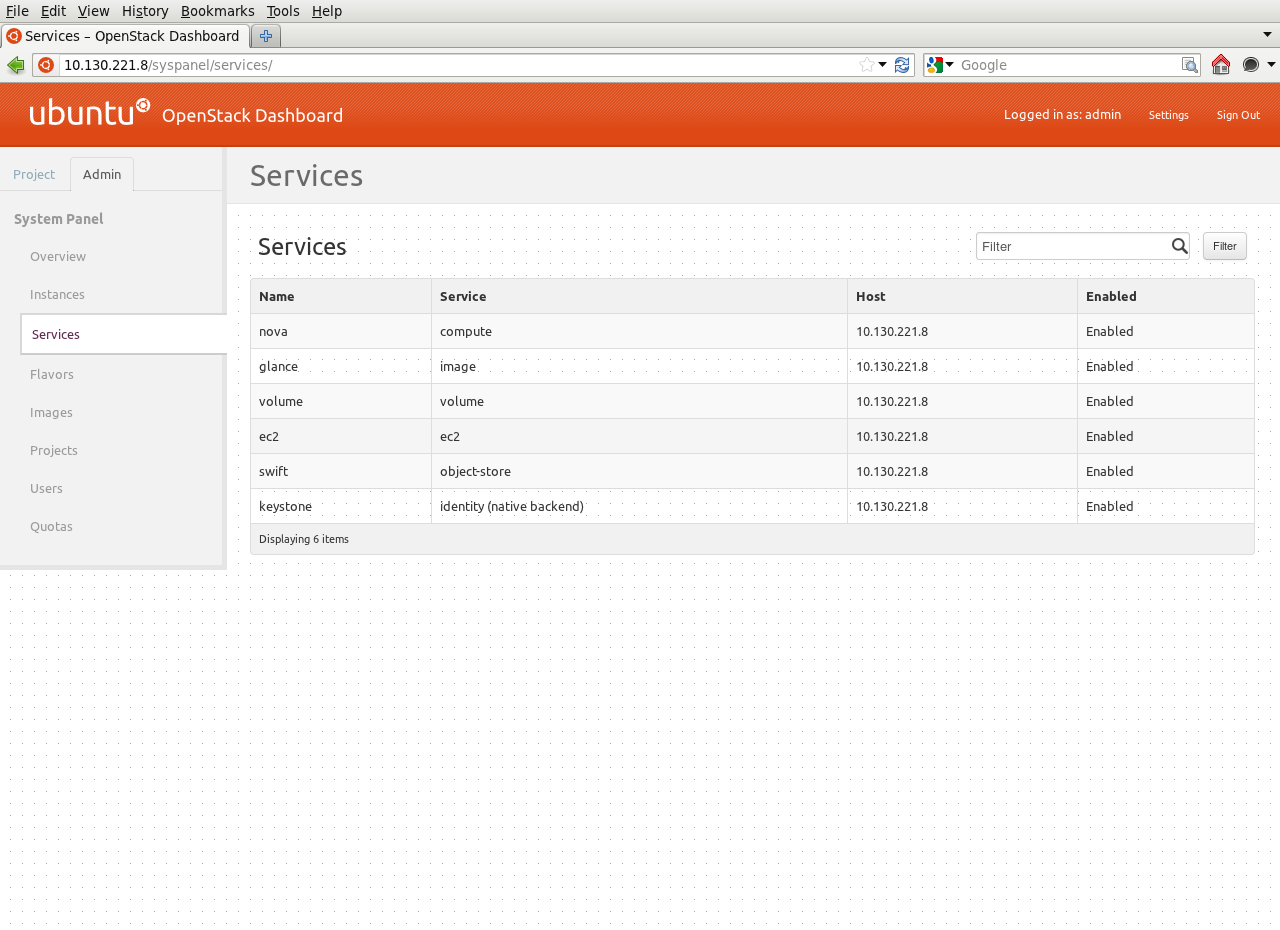 File Edit View History Bookmarks Tools Help
Services – OpenStack Dashboard
10.130.221.8/syspanel/services/
Google
ubuntu OpenStack Dashboard
Logged in as: admin Settings Sign Out
Project Admin
Services
System Panel
Overview
Instances
Services
Flavors
Images
Projects
Users
Quotas
Services
Filter Filter
Name Service Host Enabled
nova compute 10.130.221.8 Enabled
glance image 10.130.221.8 Enabled
volume volume 10.130.221.8 Enabled
ec2 ec2 10.130.221.8 Enabled
swift object-store 10.130.221.8 Enabled
keystone identity (native backend) 10.130.221.8 Enabled
Displaying 6 items